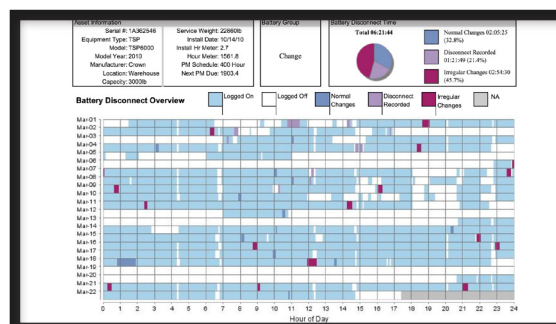 Asset Information
Serial #: 1A362546
Equipment Type: TSP
Model: TSP6000
Year: 2010
Manufacturer: Crown
Location: Warehouse
Capacity: 3000lb
Service Weight: 22860lb
Install Date: 10/14/10
Install Hr Meter: 2.7
Hour Meter: 1561.8
PM Schedule: 400 Hour
Next PM Due: 1903.4
Battery Group
Change
Battery Disconnect Time
Total 06:21:44
Normal Changes 02:05:25
(32.8%)
Disconnect Recorded
01:21:49 (21.4%)
Irregular Changes 02:54:30
(45.7%)
Battery Disconnect Overview
Logged On
Logged Off
Normal
Changes
Disconnect
Recorded
Irregular
Changes
NA
Mar-01
Mar-02
Mar-03
Mar-04
Mar-05
Mar-06
Mar-07
Mar-08
Mar-09
Mar-10
Mar-11
Mar-12
Mar-13
Mar-14
Mar-15
Mar-16
Mar-17
Mar-18
Mar-19
Mar-20
Mar-21
Mar-22
0 1 2 3 4 5 6 7 8 9 10 11 12 13 14 15 16 17 18 19 20 21 22 23 24
Hour of Day